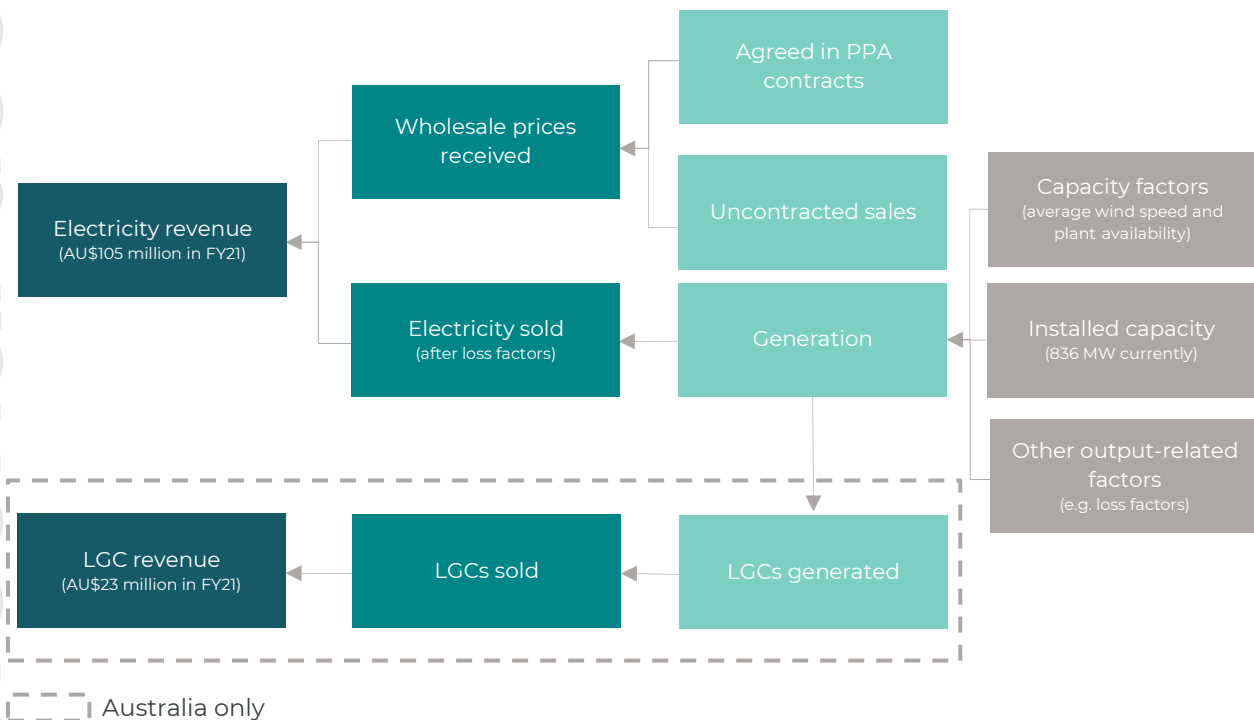 Agreed in PPA
contracts
Wholesale prices
received
Uncontracted sales
Capacity factors
(average wind speed and
plant availability)
Electricity revenue
(AU$105 million in FY21)
Electricity sold
(after loss factors)
Generation
Installed capacity
(836 MW currently)
Other output-related
factors
(e.g. loss factors)
LGC revenue
(AU$23 million in FY21)
LGCs sold
LGCs generated
Australia only